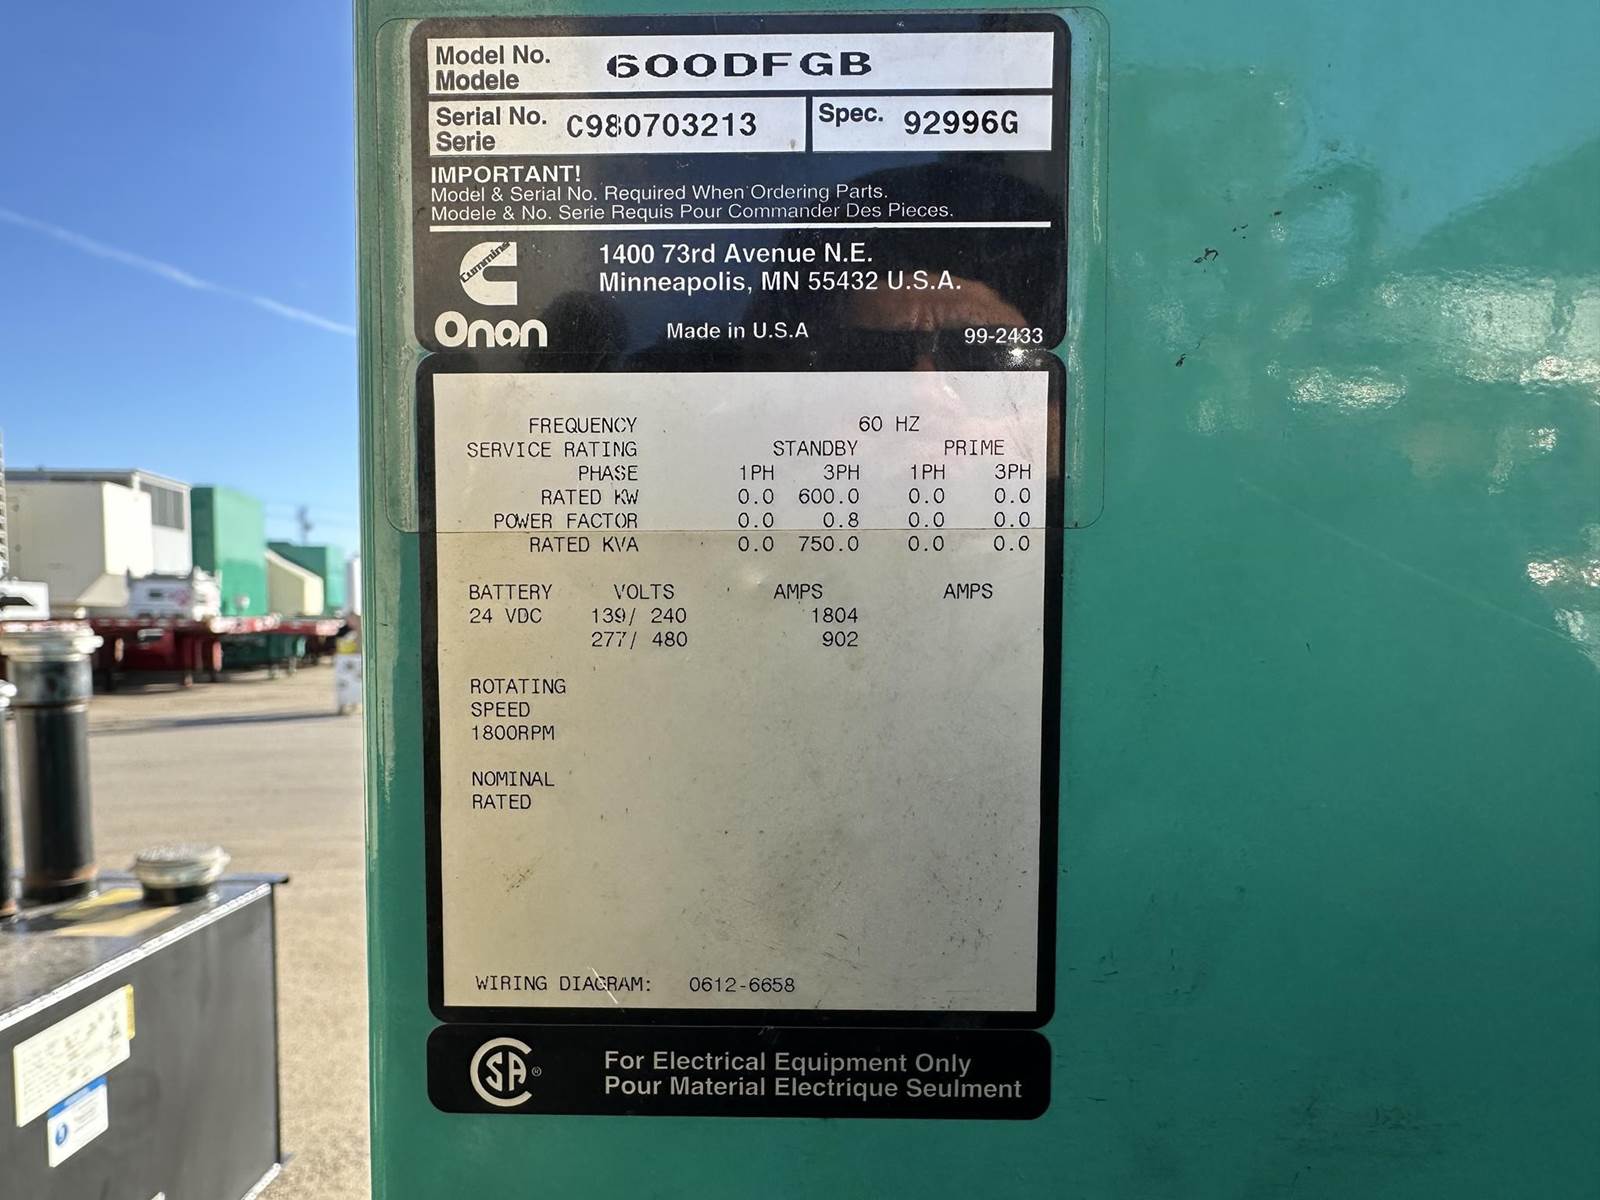 Model No. 600DFGB
Modele
Serial No. C980703213 Spec. 92996G
Serie
IMPORTANT!
Model & Serial No. Required When Ordering Parts.
Modele & No. Serie Requis Pour Commander Des Pieces.
Cummins
Onan
1400 73rd Avenue N.E.
Minneapolis, MN 55432 U.S.A.
Made in U.S.A 99-2433
FREQUENCY 60 HZ
SERVICE RATING STANDBY PRIME
PHASE 1PH 3PH 1PH 3PH
RATED KW 0.0 600.0 0.0 0.0
POWER FACTOR 0.0 0.8 0.0 0.0
RATED KVA 0.0 750.0 0.0 0.0
BATTERY VOLTS AMPS AMPS
24 VDC 139/ 240 1804
277/ 480 902
ROTATING
SPEED
1800RPM
NOMINAL
RATED
WIRING DIAGRAM: 0612-6658
CSA ®
For Electrical Equipment Only
Pour Material Electrique Seulment